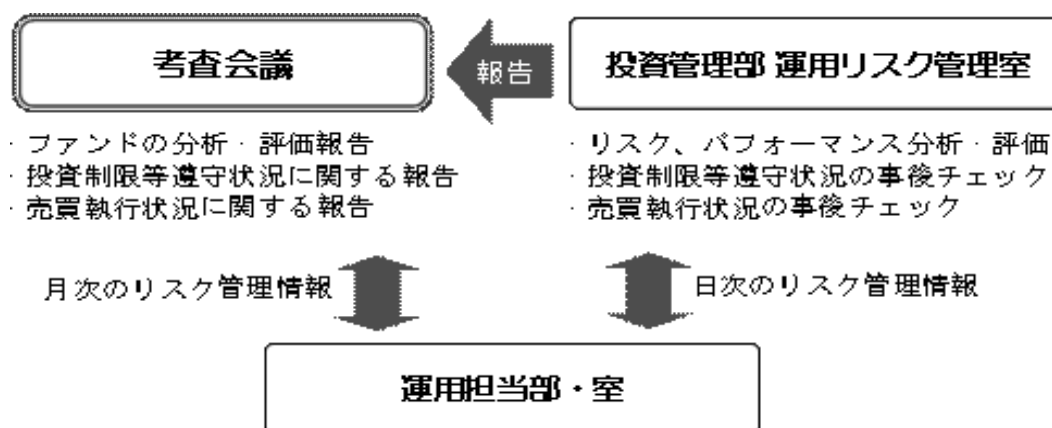 考査会議
報告
投資管理部 運用リスク管理室
・ファンドの分析・評価報告
・投資制限等遵守状況に関する報告
・売買執行状況に関する報告
・リスク、パフォーマンス分析・評価
・投資制限等遵守状況の事後チェック
・売買執行状況の事後チェック
月次のリスク管理情報
日次のリスク管理情報
運用担当部・室